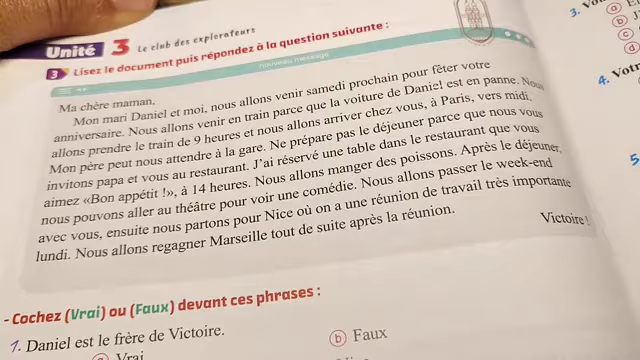 Unité 3 Le club des explorateurs
3 Lisez le document puis répondez à la question suivante :
Nouveau message
Ma chère maman,
Mon mari Daniel et moi, nous allons venir samedi prochain pour fêter votre
anniversaire. Nous allons venir en train parce que la voiture de Daniel est en panne. Nous
allons prendre le train de 9 heures et nous allons arriver chez vous, à Paris, vers midi.
Mon père peut nous attendre à la gare. Ne prépare pas le déjeuner parce que nous vous
invitons papa et vous au restaurant. J'ai réservé une table dans le restaurant que vous
aimez «Bon appétit !», à 14 heures. Nous allons manger des poissons. Après le déjeuner,
nous pouvons aller au théâtre pour voir une comédie. Nous allons passer le week-end
avec vous, ensuite nous partons pour Nice où on a une réunion de travail très importante
lundi. Nous allons regagner Marseille tout de suite après la réunion.
Victoire
- Cochez (Vrai) ou (Faux) devant ces phrases :
1. Daniel est le frère de Victoire.
a Vrai
b Faux
3.
a
b
c
d
4. Votr
5